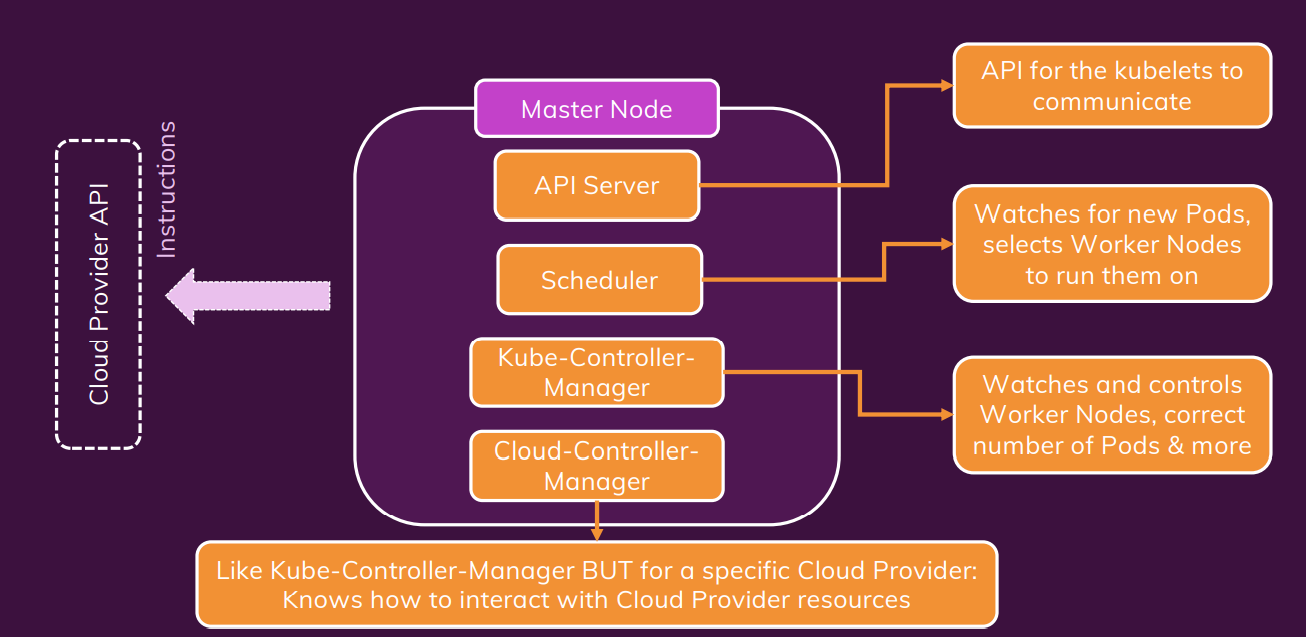 Cloud Provider API
Instructions
Master Node
API Server
Scheduler
Kube-Controller-
Manager
Cloud-Controller-
Manager
API for the kubelets to
communicate
Watches for new Pods,
selects Worker Nodes
to run them on
Watches and controls
Worker Nodes, correct
number of Pods & more
Like Kube-Controller-Manager BUT for a specific Cloud Provider:
Knows how to interact with Cloud Provider resources